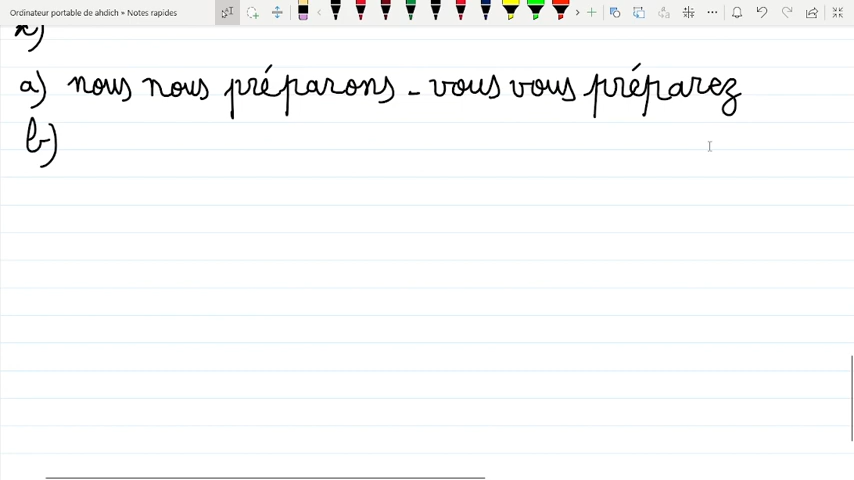 Ordinateur portable de ahdich » Notes rapides
a) nous nous préparons - vous vous préparez
b)